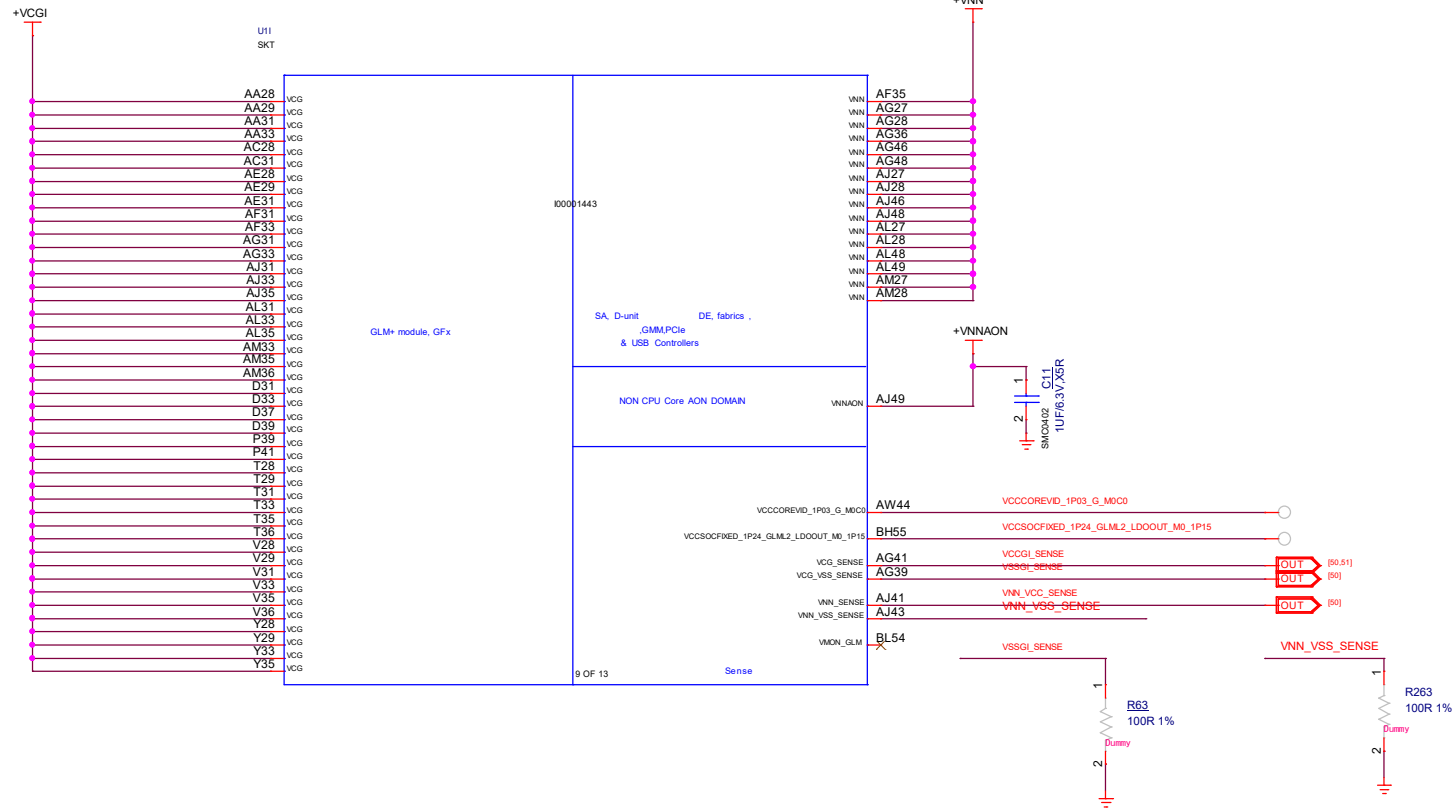 +VCGI
+VNN
U1I
SKT
AA28 VCG
AA29 VCG
AA31 VCG
AA33 VCG
AC28 VCG
AC31 VCG
AE28 VCG
AE29 VCG
AE31 VCG
AF31 VCG
AF33 VCG
AG31 VCG
AG33 VCG
AJ31 VCG
AJ33 VCG
AJ35 VCG
AL31 VCG
AL33 VCG
AL35 VCG
AM33 VCG
AM35 VCG
AM36 VCG
D31 VCG
D33 VCG
D37 VCG
D39 VCG
P39 VCG
P41 VCG
T28 VCG
T29 VCG
T31 VCG
T33 VCG
T35 VCG
T36 VCG
V28 VCG
V29 VCG
V31 VCG
V33 VCG
V35 VCG
V36 VCG
Y28 VCG
Y29 VCG
Y33 VCG
Y35 VCG
GLM+ module, GFx
I00001443
VNN AF35
VNN AG27
VNN AG28
VNN AG36
VNN AG46
VNN AG48
VNN AJ27
VNN AJ28
VNN AJ46
VNN AJ48
VNN AL27
VNN AL28
VNN AL48
VNN AL49
VNN AM27
VNN AM28
SA, D-unit DE, fabrics ,
,GMM,PCIe
& USB Controllers
+VNNAON
NON CPU Core AON DOMAIN
VNNAON AJ49
1
2
C11
1UF/6.3V,X5R
SMC0402
VCCCOREVID_1P03_G_M0C0 AW44 VCCCOREVID_1P03_G_M0C0
VCCSOCFIXED_1P24_GLML2_LDOOUT_M0_1P15 BH55 VCCSOCFIXED_1P24_GLML2_LDOOUT_M0_1P15
VCG_SENSE AG41 VCCGI_SENSE OUT [50,51]
VCG_VSS_SENSE AG39 VSSGI_SENSE OUT [50]
VNN_SENSE AJ41 VNN_VCC_SENSE OUT [50]
VNN_VSS_SENSE AJ43 VNN_VSS_SENSE
VMON_GLM BL54
Sense
9 OF 13
VSSGI_SENSE
1
R63
100R 1%
Dummy
2
VNN_VSS_SENSE
1
R263
100R 1%
Dummy
2